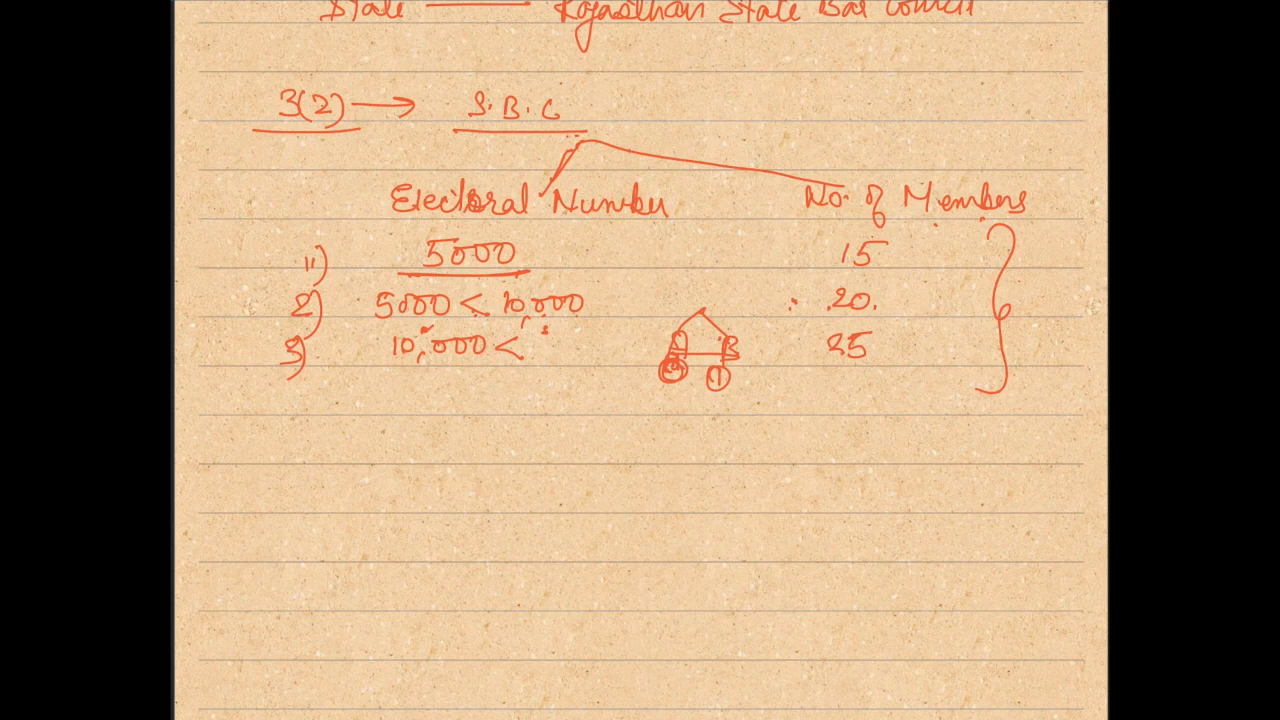 State — Rajasthan State Bar Council
3(2) → S.B.C
Electoral Number No. of Members
1) 5000 15
2) 5000 < 10,000 20
3) 10,000 < 25